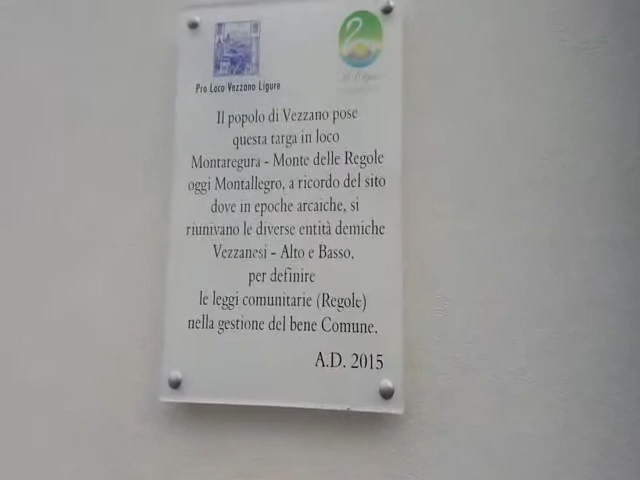 Pro Loco Vezzano Ligure
Il popolo di Vezzano pose
questa targa in loco
Montaregura - Monte delle Regole
oggi Montallegro, a ricordo del sito
dove in epoche arcaiche, si
riunivano le diverse entità demiche
Vezzanesi - Alto e Basso,
per definire
le leggi comunitarie (Regole)
nella gestione del bene Comune.
A.D. 2015